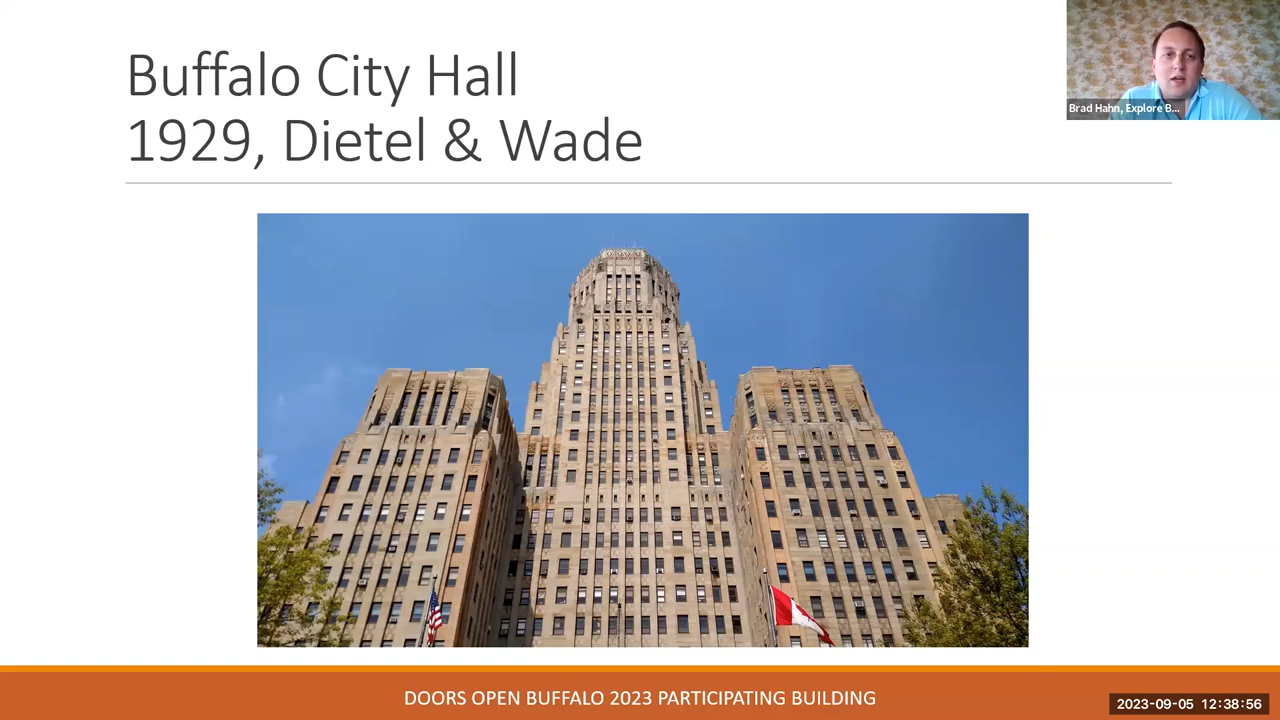 Buffalo City Hall
1929, Dietel & Wade
Brad Hahn, Explore B...
DOORS OPEN BUFFALO 2023 PARTICIPATING BUILDING
2023-09-05 12:38:56